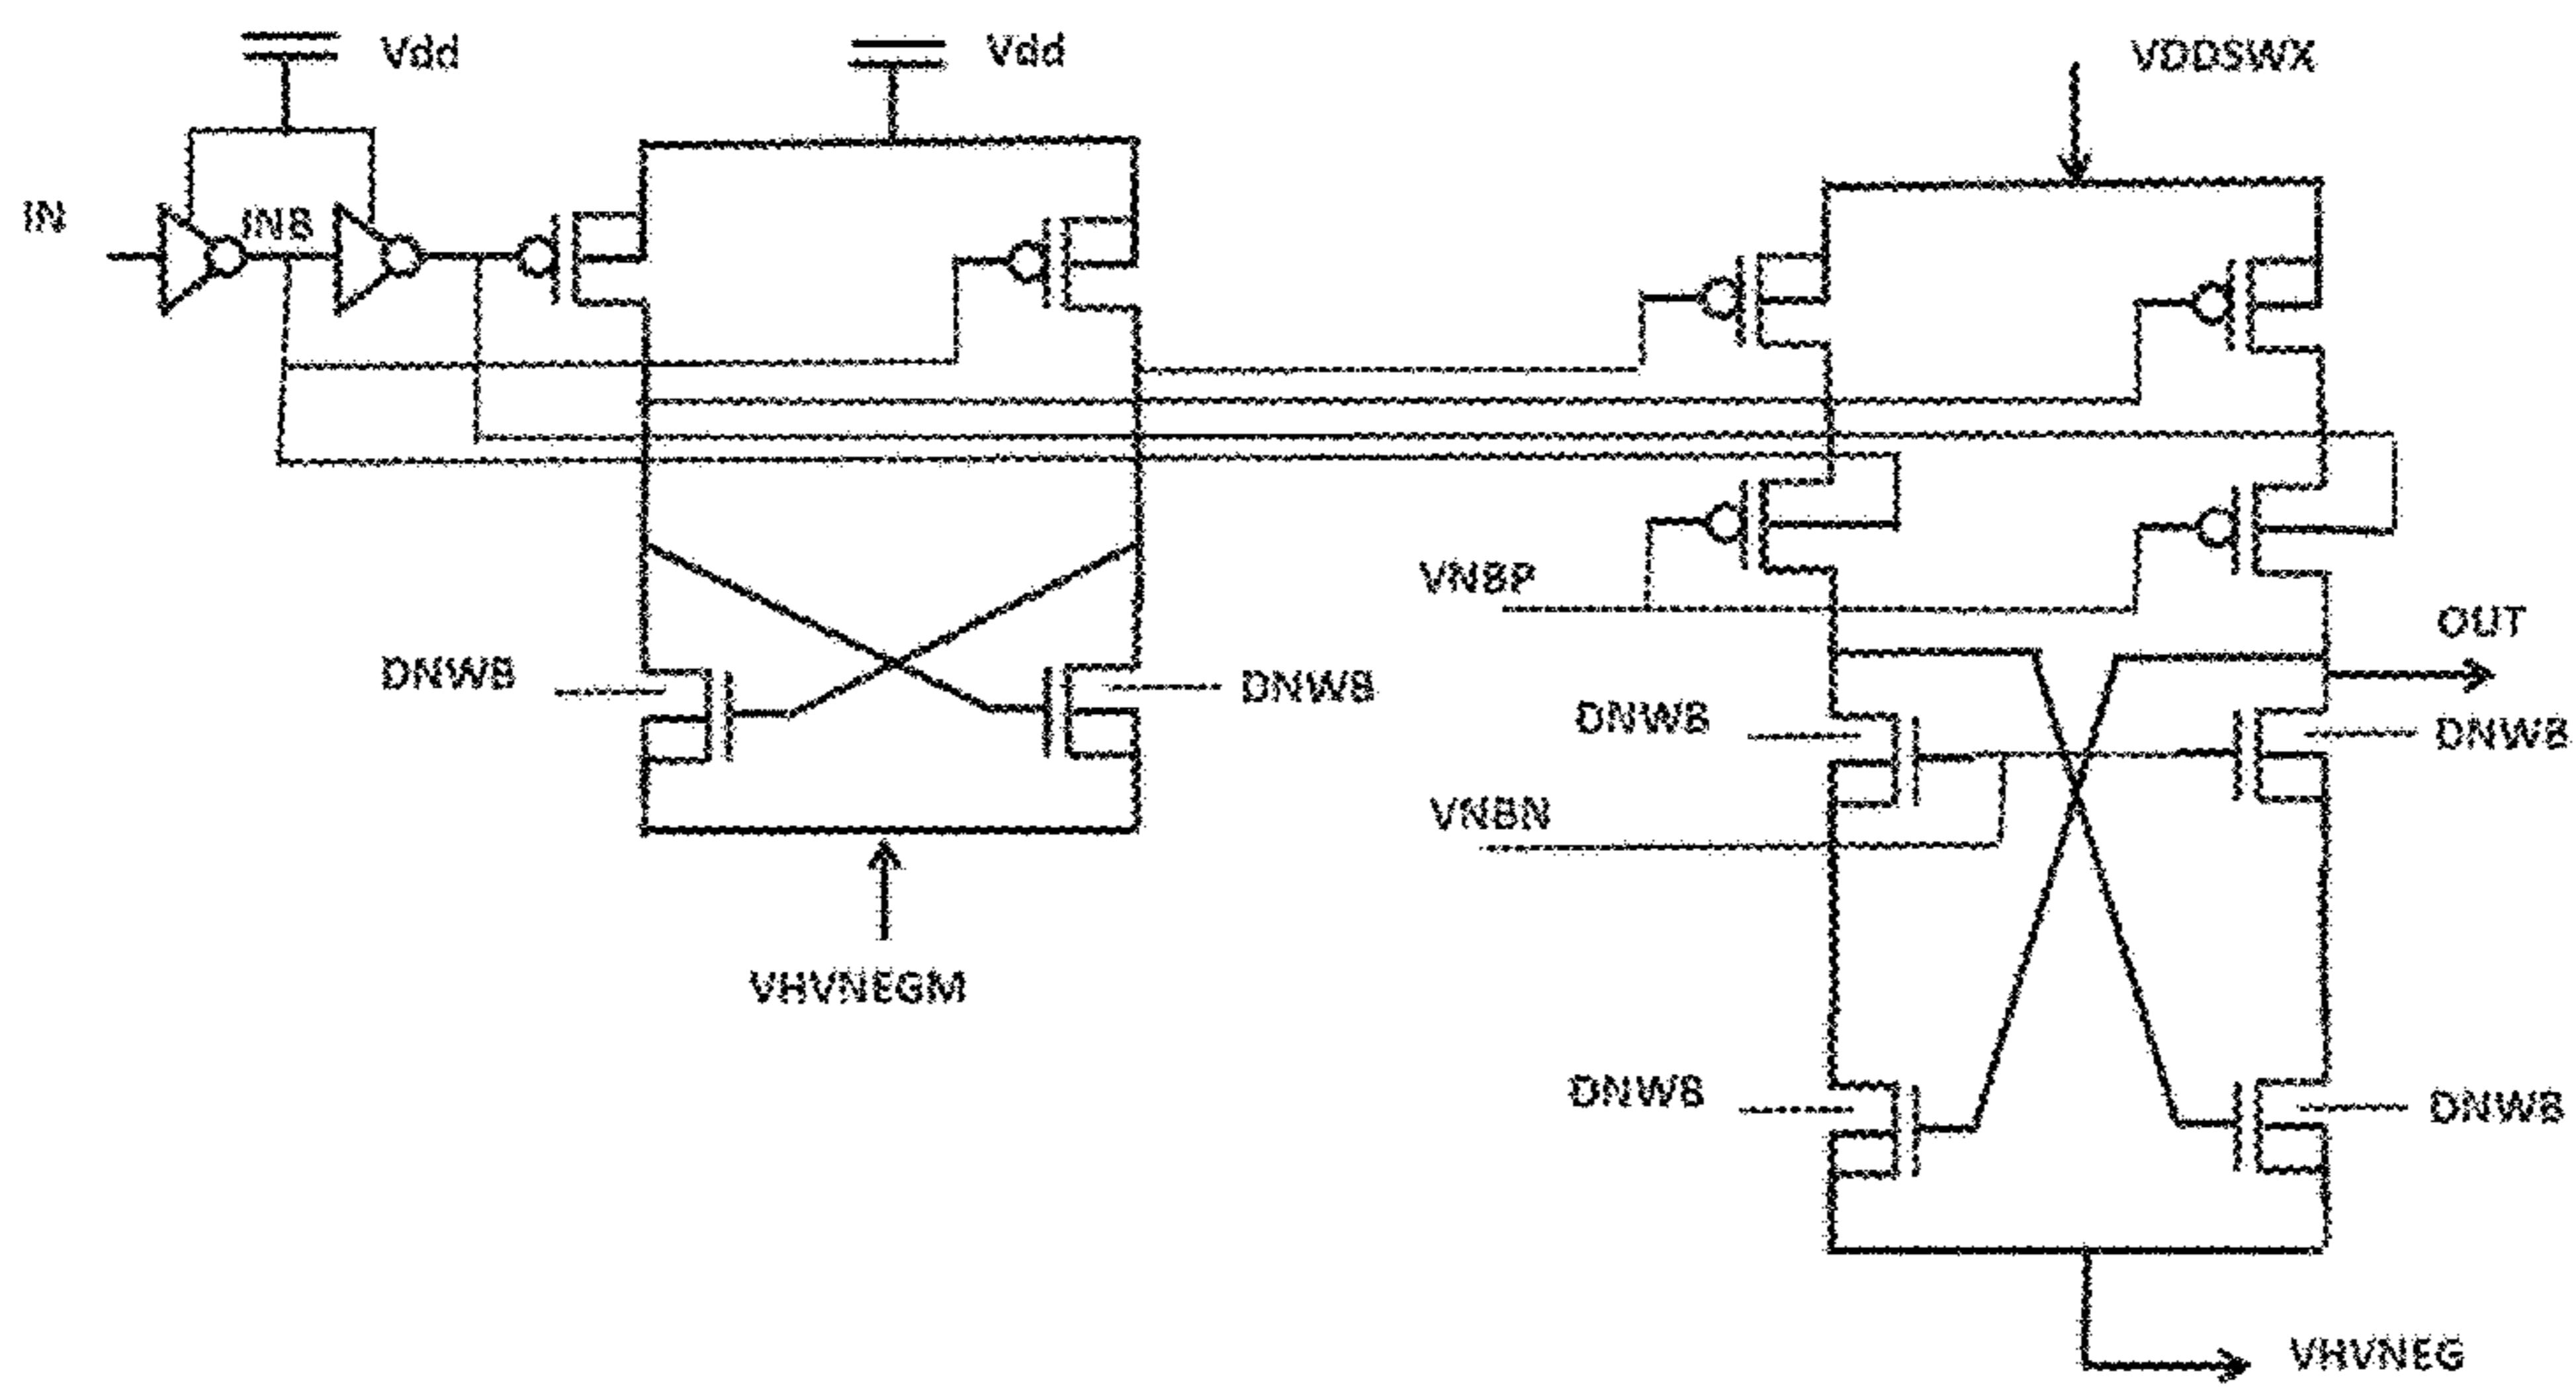 Vdd
Vdd
VDDSWX
IN
INB
VNBP
OUT
DNWB
DNWB
DNWB
DNWB
VNBN
VHVNEGM
DNWB
DNWB
VHVNEG